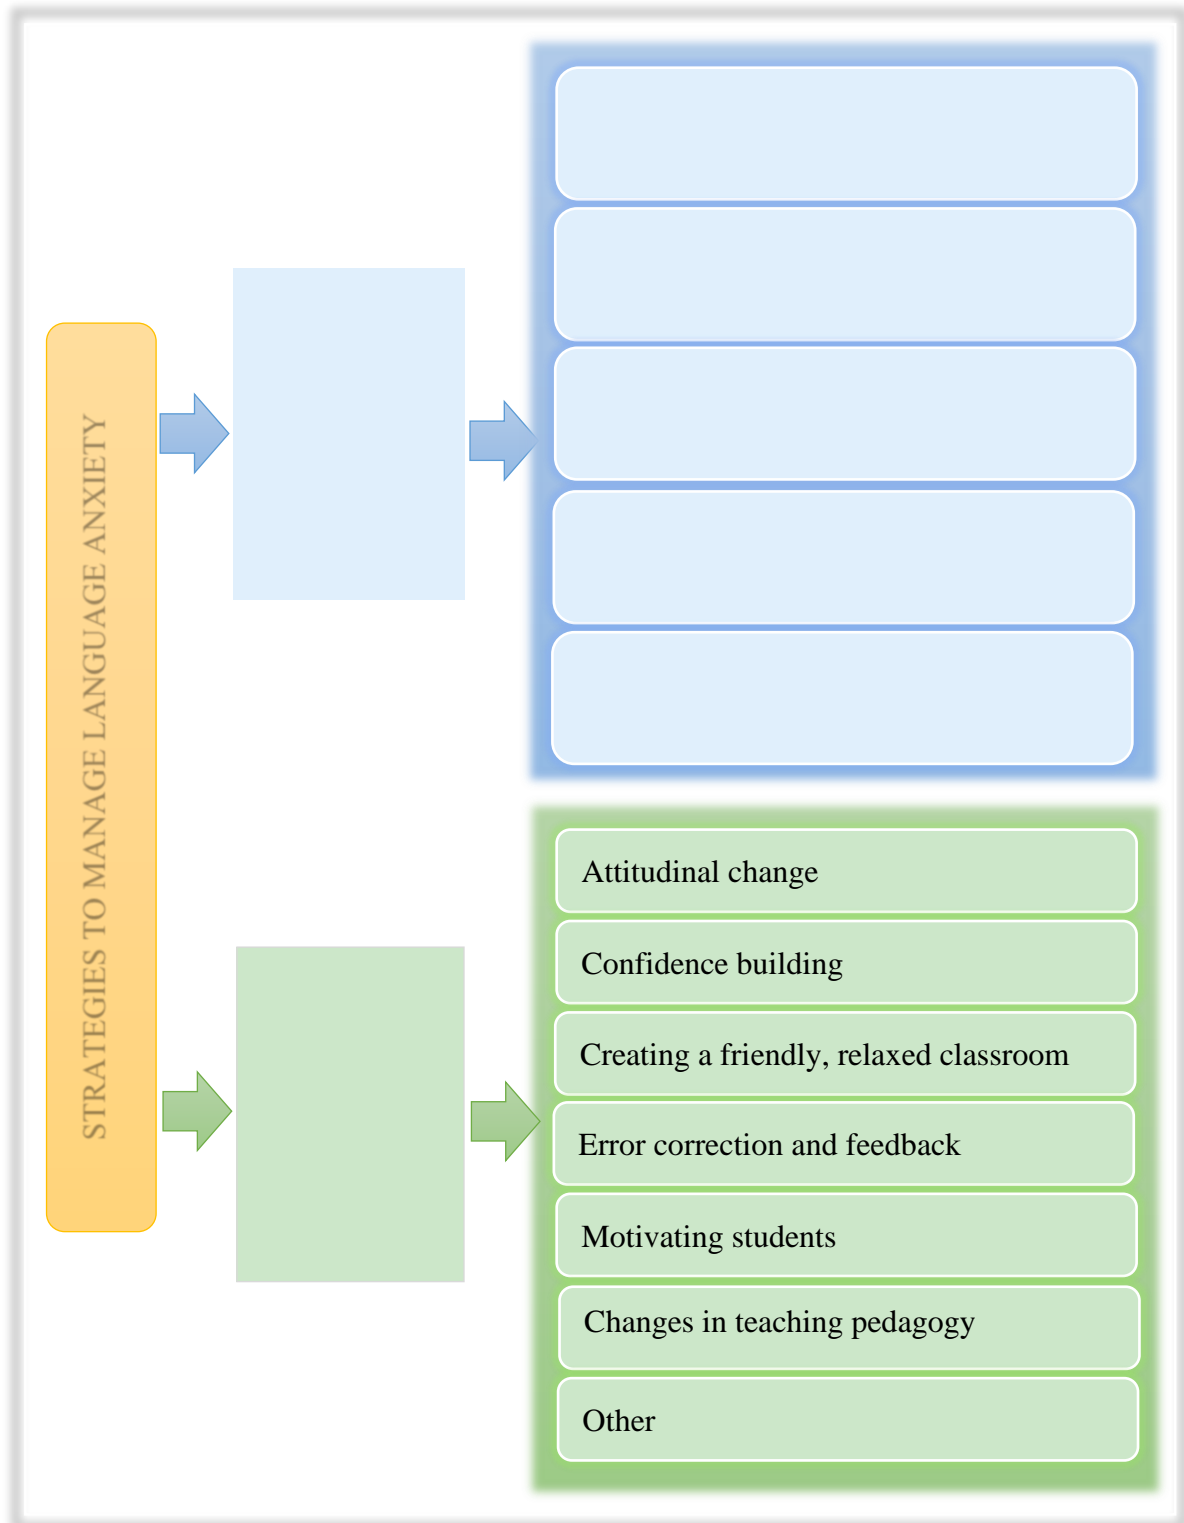 STRATEGIES TO MANAGE LANGUAGE ANXIETY
Attitudinal change
Confidence building
Creating a friendly, relaxed classroom
Error correction and feedback
Motivating students
Changes in teaching pedagogy
Other